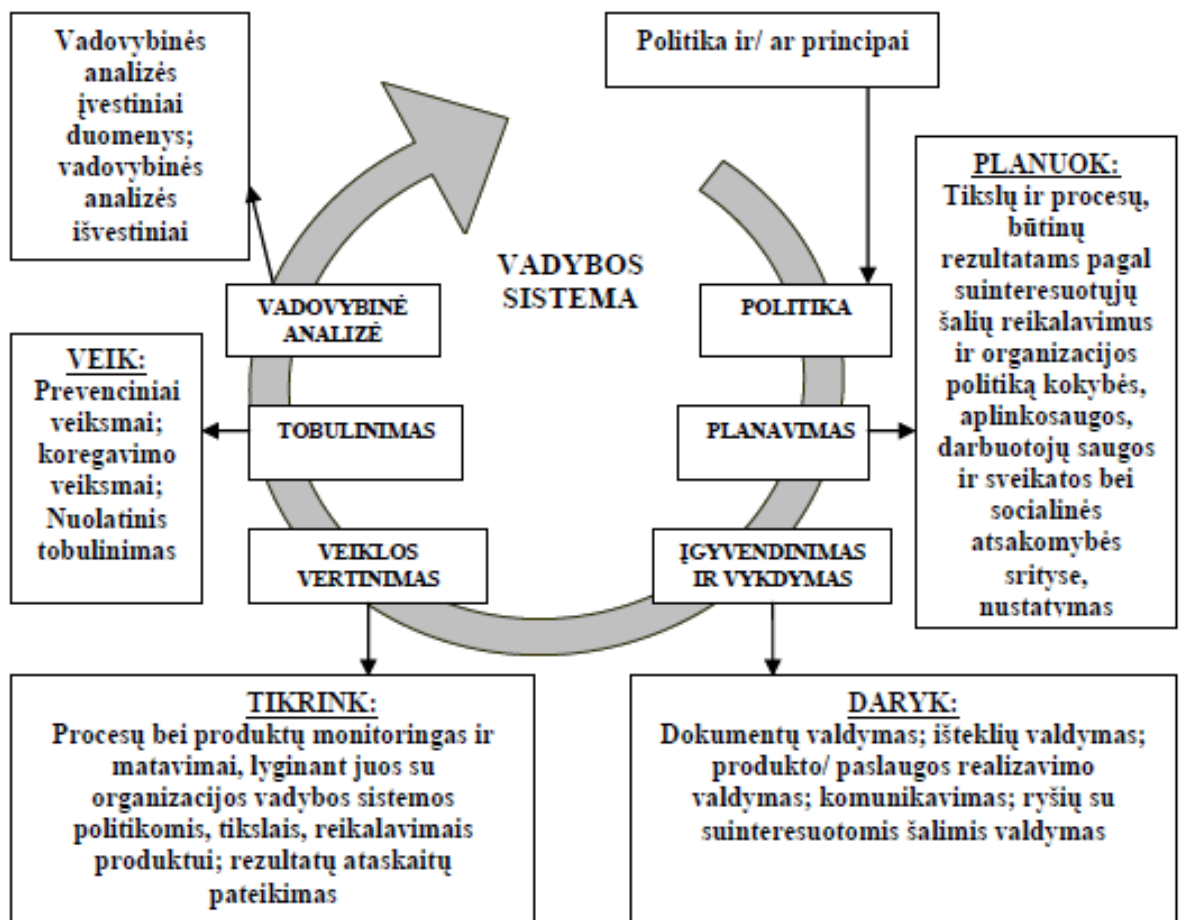 Vadovybinės
analizės
įvestiniai
duomenys;
vadovybinės
analizės
išvestiniai
Politika ir/ ar principai
PLANUOK:
Tikslų ir procesų,
būtinų
rezultatams pagal
suinteresuotųjų
šalių reikalavimus
ir organizacijos
politiką kokybės,
aplinkosaugos,
darbuotojų saugos
ir sveikatos bei
socialinės
atsakomybės
srityse,
nustatymas
VADYBOS
SISTEMA
VADOVYBINĖ
ANALIZĖ
POLITIKA
VEIK:
Prevenciniai
veiksmai;
koregavimo
veiksmai;
Nuolatinis
tobulinimas
TOBULINIMAS
PLANAVIMAS
VEIKLOS
VERTINIMAS
ĮGYVENDINIMAS
IR VYKDYMAS
TIKRINK:
Procesų bei produktų monitoringas ir
matavimai, lyginant juos su
organizacijos vadybos sistemos
politikomis, tikslais, reikalavimais
produktui; rezultatų ataskaitų
pateikimas
DARYK:
Dokumentų valdymas; išteklių valdymas;
produkto/ paslaugos realizavimo
valdymas; komunikavimas; ryšių su
suinteresuotomis šalimis valdymas